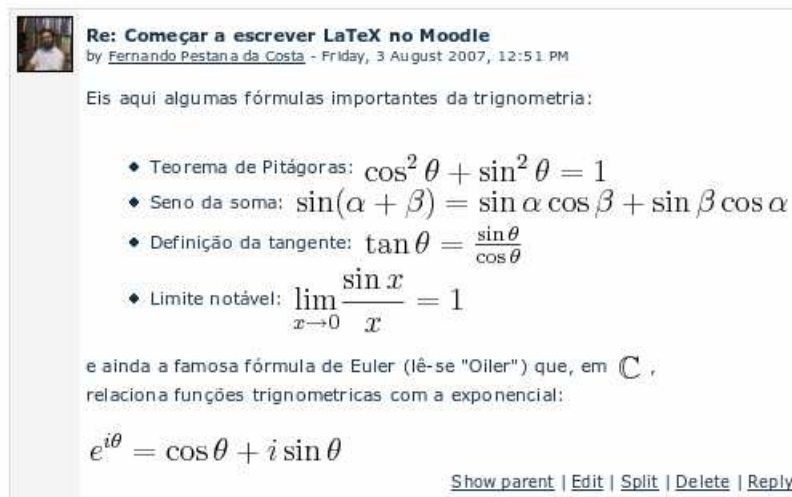 Re: Começar a escrever LaTeX no Moodle
by Fernando Pestana da Costa - Friday, 3 August 2007, 12:51 PM
Eis aqui algumas fórmulas importantes da trignometria:
◆ Teorema de Pitágoras: cos² θ + sin² θ = 1
◆ Seno da soma: sin(α + β) = sin α cos β + sin β cos α
◆ Definição da tangente: tan θ = sin θ / cos θ
◆ Limite notável: lim x→0 sin x / x = 1
e ainda a famosa fórmula de Euler (lê-se "Oiler") que, em ℂ ,
relaciona funções trignometricas com a exponencial:
e^{iθ} = cos θ + i sin θ
Show parent | Edit | Split | Delete | Reply